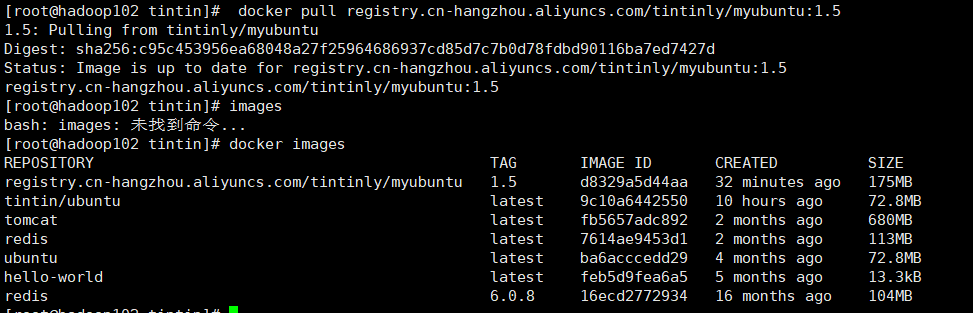 [root@hadoop102 tintin]#  docker pull registry.cn-hangzhou.aliyuncs.com/tintinly/myubuntu:1.5
1.5: Pulling from tintinly/myubuntu
Digest: sha256:c95c453956ea68048a27f25964686937cd85d7c7b0d78fdbd90116ba7ed7427d
Status: Image is up to date for registry.cn-hangzhou.aliyuncs.com/tintinly/myubuntu:1.5
registry.cn-hangzhou.aliyuncs.com/tintinly/myubuntu:1.5
[root@hadoop102 tintin]# images
bash: images: 未找到命令...
[root@hadoop102 tintin]# docker images
REPOSITORY TAG IMAGE ID CREATED SIZE
registry.cn-hangzhou.aliyuncs.com/tintinly/myubuntu 1.5 d8329a5d44aa 32 minutes ago 175MB
tintin/ubuntu latest 9c10a6442550 10 hours ago 72.8MB
tomcat latest fb5657adc892 2 months ago 680MB
redis latest 7614ae9453d1 2 months ago 113MB
ubuntu latest ba6acccedd29 4 months ago 72.8MB
hello-world latest feb5d9fea6a5 5 months ago 13.3kB
redis 6.0.8 16ecd2772934 16 months ago 104MB
[root@hadoop102 tintin]#